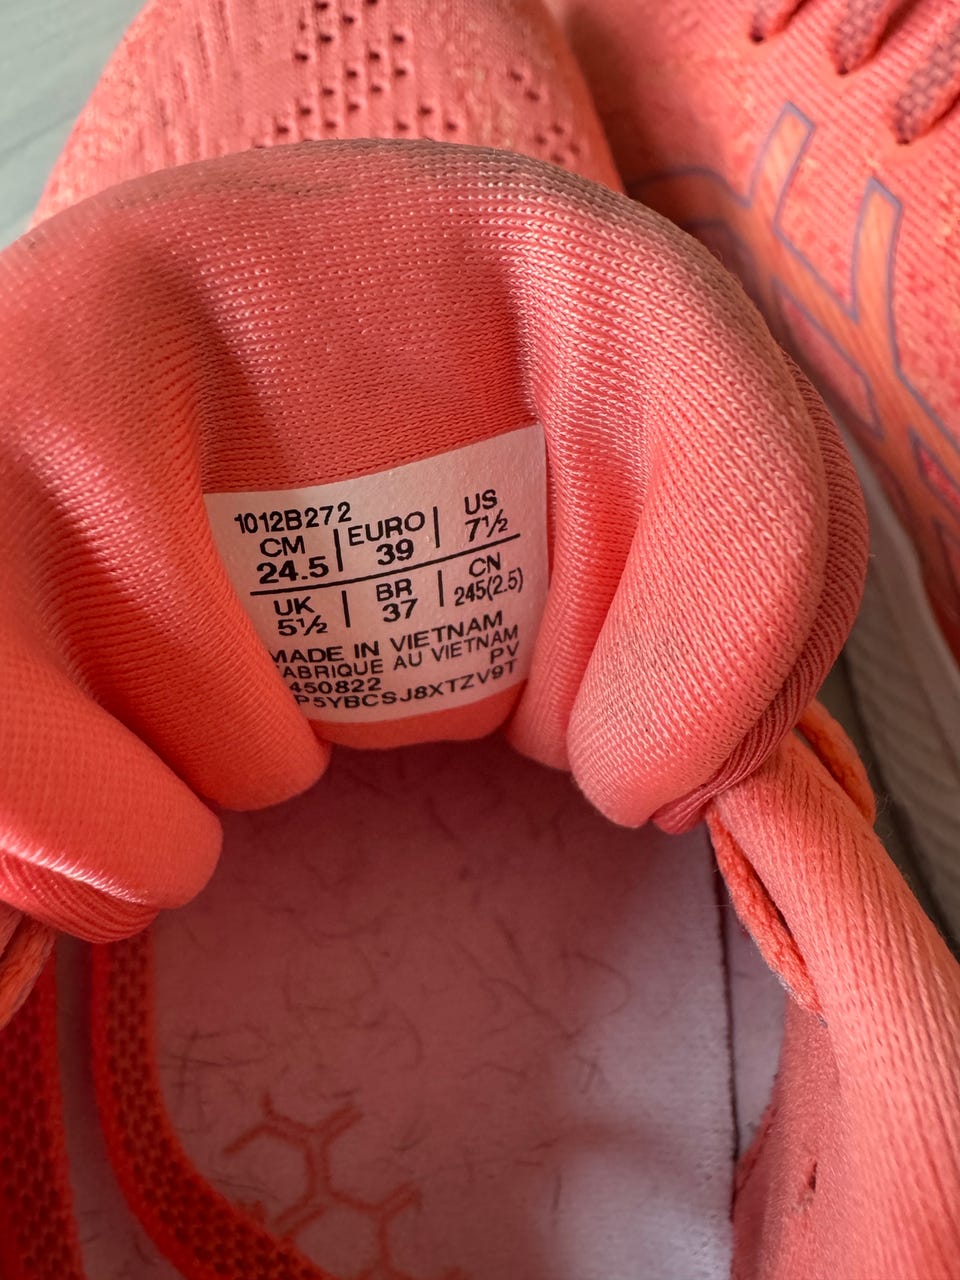 1012B272
CM 24.5 | EURO 39 | US 7½
UK 5½ | BR 37 | CN 245(2.5)
MADE IN VIETNAM
FABRIQUE AU VIETNAM
450822 PV
P5YBCSJ8XTZV9T